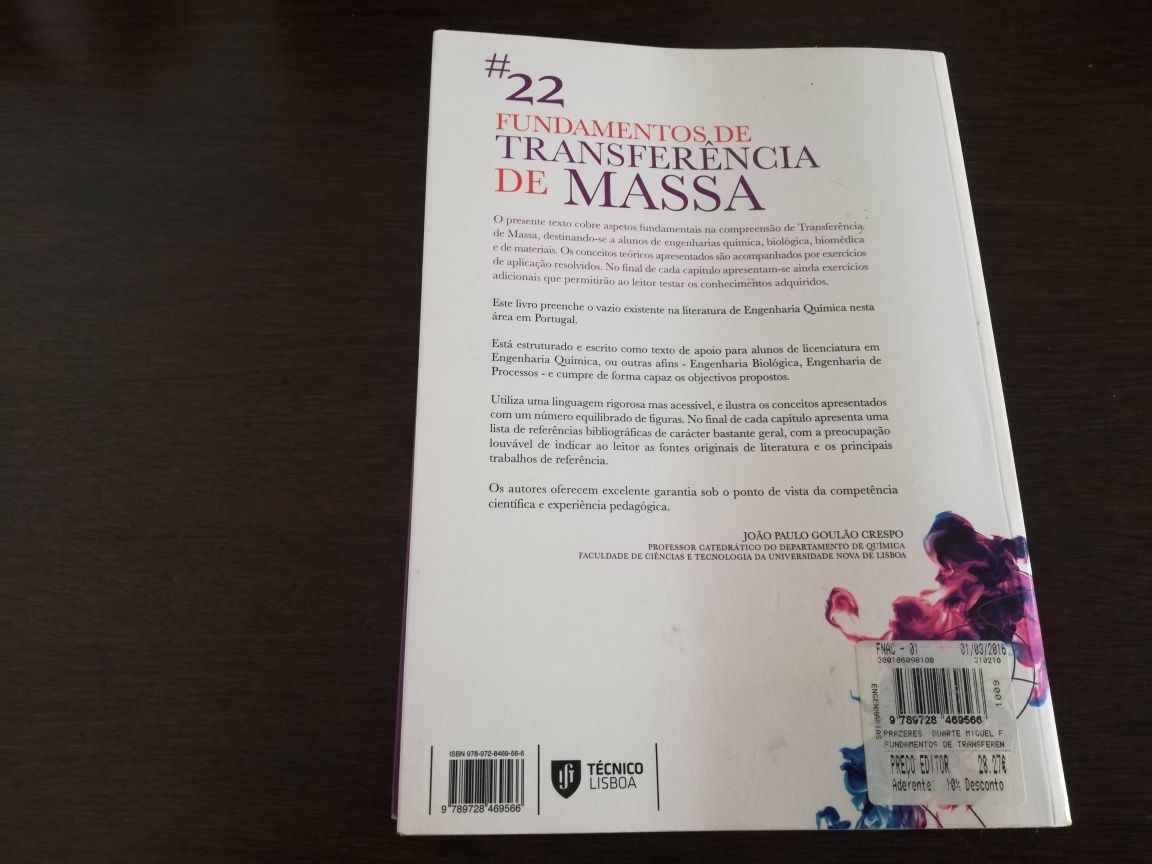 #22
FUNDAMENTOS DE
TRANSFERÊNCIA
DE MASSA
O presente texto cobre aspetos fundamentais na compreensão de Transferência
de Massa, destinando-se a alunos de engenharias química, biológica, biomédica
e de materiais. Os conceitos teóricos apresentados são acompanhados por exercícios
de aplicação resolvidos. No final de cada capítulo apresentam-se ainda exercícios
adicionais que permitirão ao leitor testar os conhecimentos adquiridos.
Este livro preenche o vazio existente na literatura de Engenharia Química nesta
área em Portugal.
Está estruturado e escrito como texto de apoio para alunos de licenciatura em
Engenharia Química, ou outras afins - Engenharia Biológica, Engenharia de
Processos - e cumpre de forma capaz os objectivos propostos.
Utiliza uma linguagem rigorosa mas acessível, e ilustra os conceitos apresentados
com um número equilibrado de figuras. No final de cada capítulo apresenta uma
lista de referências bibliográficas de carácter bastante geral, com a preocupação
louvável de indicar ao leitor as fontes originais de literatura e os principais
trabalhos de referência.
Os autores oferecem excelente garantia sob o ponto de vista da competência
científica e experiência pedagógica.
JOÃO PAULO GOULÃO CRESPO
PROFESSOR CATEDRÁTICO DO DEPARTAMENTO DE QUÍMICA
FACULDADE DE CIÊNCIAS E TECNOLOGIA DA UNIVERSIDADE NOVA DE LISBOA
FNAC - 01 01/03/2016
300106090100 310210
ENGENHARIAS
1009
9 789728 469566
PRAZERES, DUARTE MIGUEL F
FUNDAMENTOS DE TRANSFEREN
PREÇO EDITOR 28.27€
Aderente: 10% Desconto
ISBN 978-972-8469-56-6
9 789728 469566
TÉCNICO
LISBOA